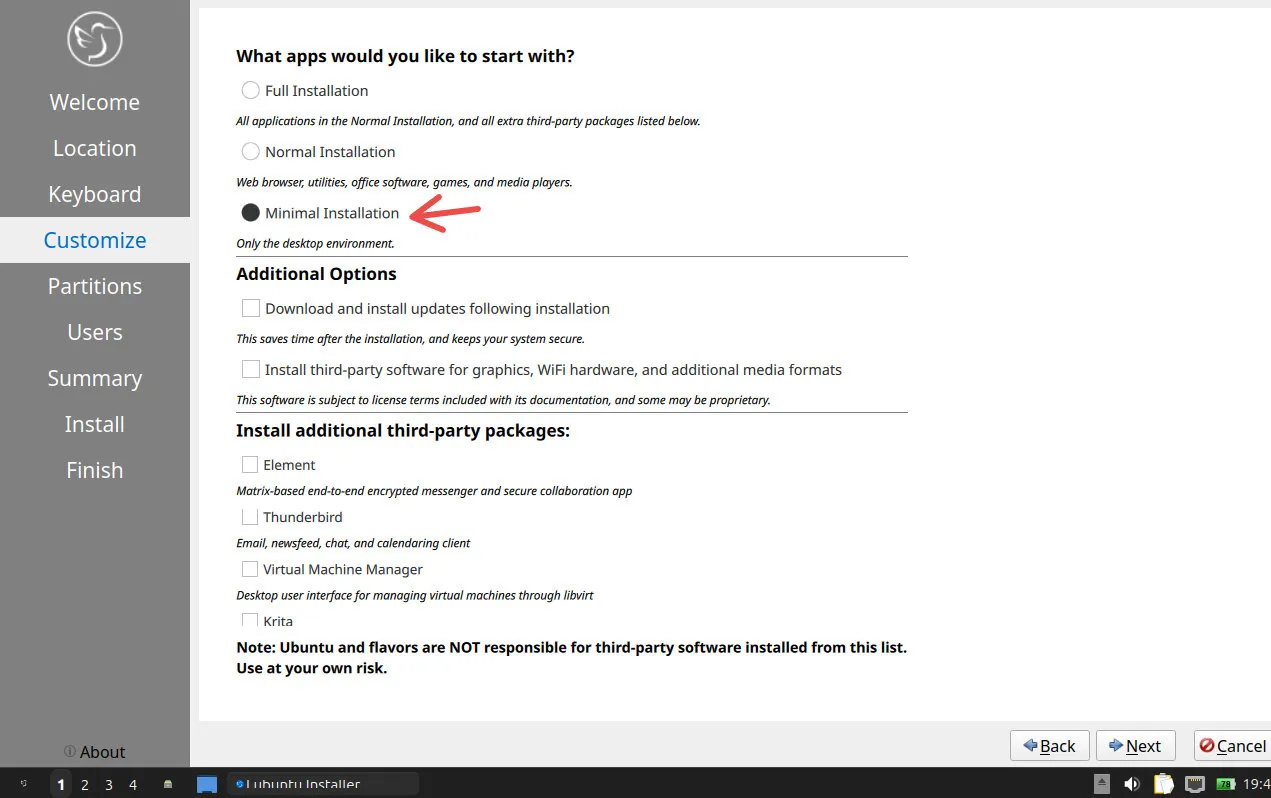 Welcome
Location
Keyboard
Customize
Partitions
Users
Summary
Install
Finish
About
What apps would you like to start with?
Full Installation
All applications in the Normal Installation, and all extra third-party packages listed below.
Normal Installation
Web browser, utilities, office software, games, and media players.
Minimal Installation
Only the desktop environment.
Additional Options
Download and install updates following installation
This saves time after the installation, and keeps your system secure.
Install third-party software for graphics, WiFi hardware, and additional media formats
This software is subject to license terms included with its documentation, and some may be proprietary.
Install additional third-party packages:
Element
Matrix-based end-to-end encrypted messenger and secure collaboration app
Thunderbird
Email, newsfeed, chat, and calendaring client
Virtual Machine Manager
Desktop user interface for managing virtual machines through libvirt
Krita
Note: Ubuntu and flavors are NOT responsible for third-party software installed from this list.
Use at your own risk.
Back Next Cancel
1 2 3 4 Lubuntu Installer 78 19:4